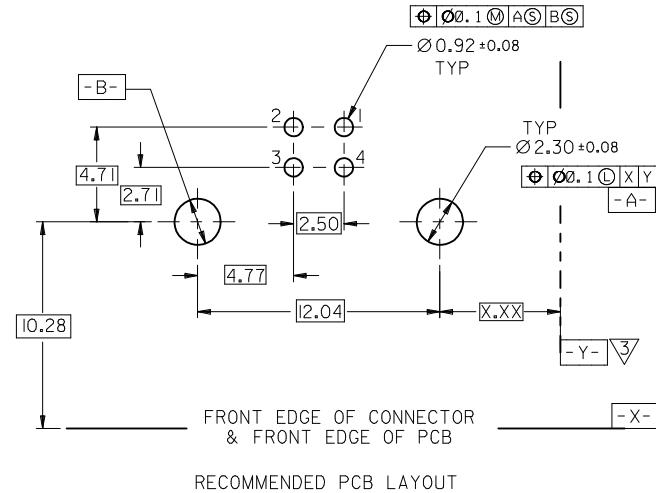 ⌖ Ø0.1 Ⓜ A Ⓢ B Ⓢ
Ø0.92 ±0.08
TYP
-B-
2 1
3 4
TYP
Ø2.30 ±0.08
⌖ Ø0.1 Ⓛ X Y
-A-
4.71
2.71
2.50
4.77
12.04
X.XX
10.28
-Y- 3
-X-
FRONT EDGE OF CONNECTOR
& FRONT EDGE OF PCB
RECOMMENDED PCB LAYOUT